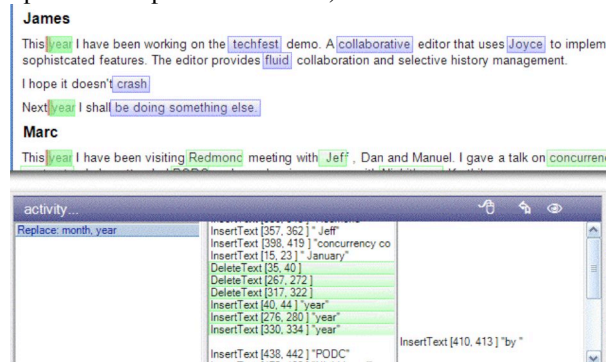 James
This year I have been working on the techfest demo. A collaborative editor that uses Joyce to implem
sophistcated features. The editor provides fluid collaboration and selective history management.
I hope it doesn't crash
Next year I shall be doing something else.
Marc
This year I have been visiting Redmond meeting with Jeff , Dan and Manuel. I gave a talk on concurrenc
activity...
Replace: month, year
InsertText [357, 362 ] " Jeff"
InsertText [398, 419 ] "concurrency co
InsertText [15, 23 ] " January"
DeleteText [35, 40 ]
DeleteText [267, 272 ]
DeleteText [317, 322 ]
InsertText [40, 44 ] "year"
InsertText [276, 280 ] "year"
InsertText [330, 334 ] "year"
InsertText [410, 413 ] "by "
InsertText [438, 442 ] "PODC"